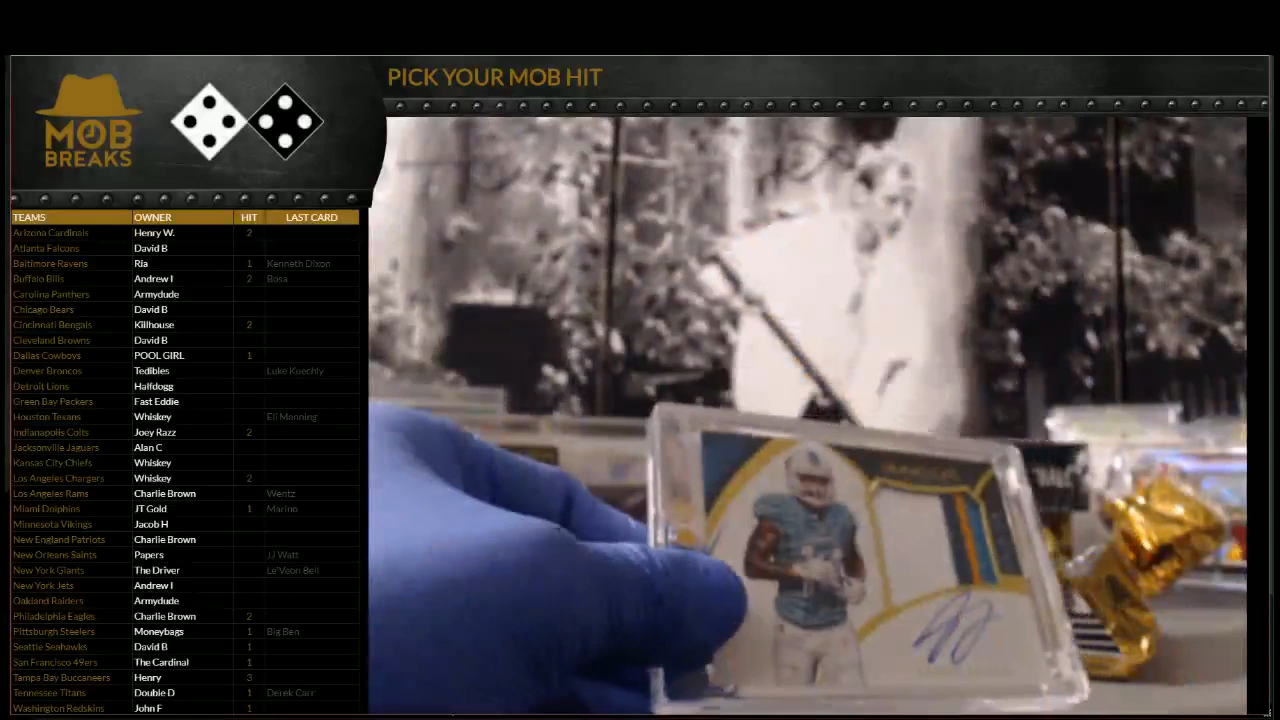 PICK YOUR MOB HIT
MOB
BREAKS
TEAMS OWNER HIT LAST CARD
Arizona Cardinals Henry W. 2
Atlanta Falcons David B
Baltimore Ravens Ria 1 Kenneth Dixon
Buffalo Bills Andrew I 2 Bosa
Carolina Panthers Armydude
Chicago Bears David B
Cincinnati Bengals Killhouse 2
Cleveland Browns David B
Dallas Cowboys POOL GIRL 1
Denver Broncos Tedibles Luke Kuechly
Detroit Lions Halfdogg
Green Bay Packers Fast Eddie
Houston Texans Whiskey Eli Manning
Indianapolis Colts Joey Razz 2
Jacksonville Jaguars Alan C
Kansas City Chiefs Whiskey
Los Angeles Chargers Whiskey 2
Los Angeles Rams Charlie Brown Wentz
Miami Dolphins JT Gold 1 Marino
Minnesota Vikings Jacob H
New England Patriots Charlie Brown
New Orleans Saints Papers JJ Watt
New York Giants The Driver Le'Veon Bell
New York Jets Andrew I
Oakland Raiders Armydude
Philadelphia Eagles Charlie Brown 2
Pittsburgh Steelers Moneybags 1 Big Ben
Seattle Seahawks David B 1
San Francisco 49ers The Cardinal 1
Tampa Bay Buccaneers Henry 3
Tennessee Titans Double D 1 Derek Carr
Washington Redskins John F 1